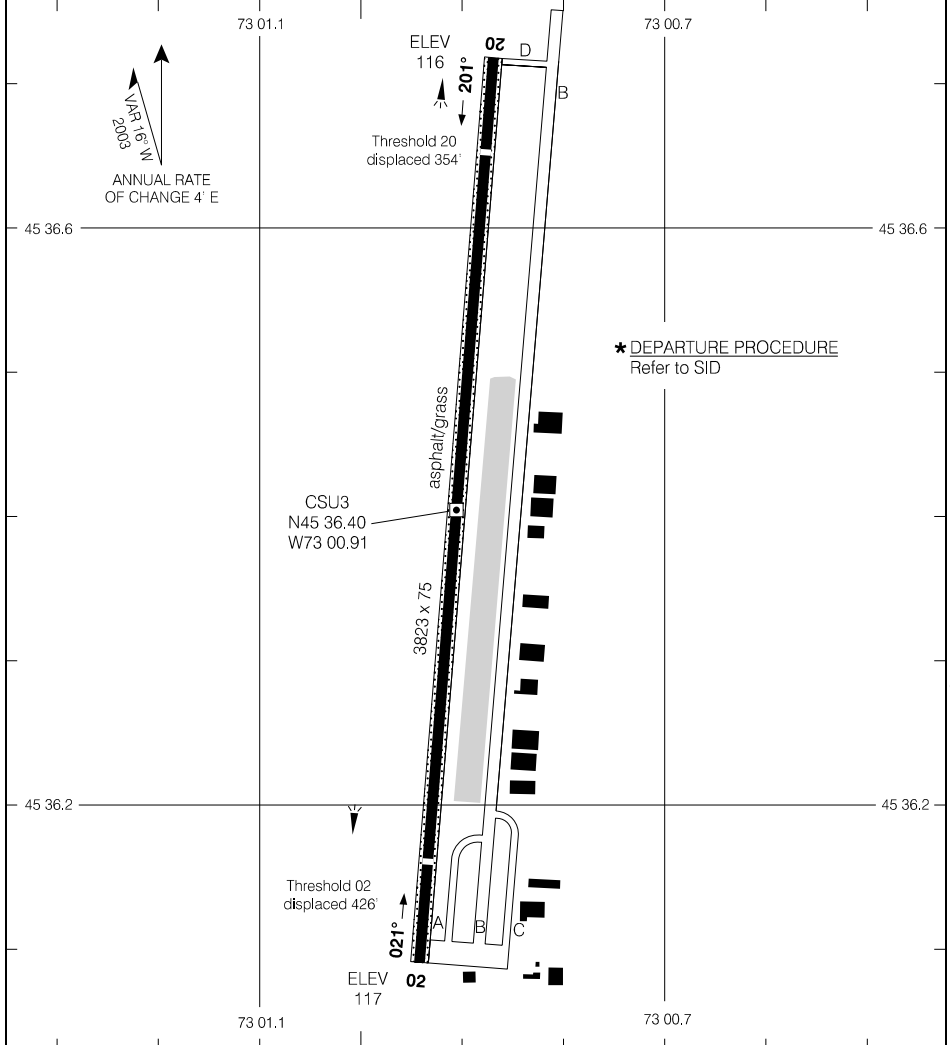 73 01.1
73 00.7
ELEV
116
20
D
201°
B
Threshold 20
displaced 354'
VAR 16° W
2003
ANNUAL RATE
OF CHANGE 4' E
45 36.6
45 36.6
* DEPARTURE PROCEDURE
Refer to SID
asphalt/grass
CSU3
N45 36.40
W73 00.91
3823 x 75
45 36.2
45 36.2
Threshold 02
displaced 426'
021°
A
B
C
ELEV
117
02
73 01.1
73 00.7